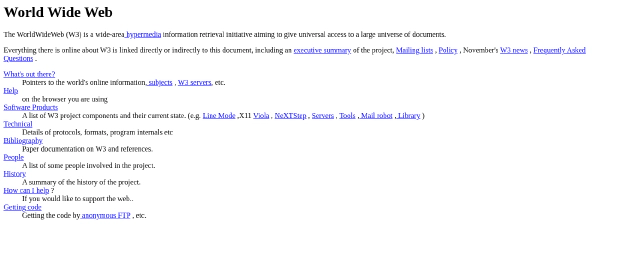 World Wide Web
The WorldWideWeb (W3) is a wide-area hypermedia information retrieval initiative aiming to give universal access to a large universe of documents.
Everything there is online about W3 is linked directly or indirectly to this document, including an executive summary of the project, Mailing lists , Policy , November's W3 news , Frequently Asked
Questions .
What's out there?
Pointers to the world's online information, subjects , W3 servers, etc.
Help
on the browser you are using
Software Products
A list of W3 project components and their current state. (e.g. Line Mode ,X11 Viola , NeXTStep , Servers , Tools , Mail robot , Library )
Technical
Details of protocols, formats, program internals etc
Bibliography
Paper documentation on W3 and references.
People
A list of some people involved in the project.
History
A summary of the history of the project.
How can I help ?
If you would like to support the web..
Getting code
Getting the code by anonymous FTP , etc.